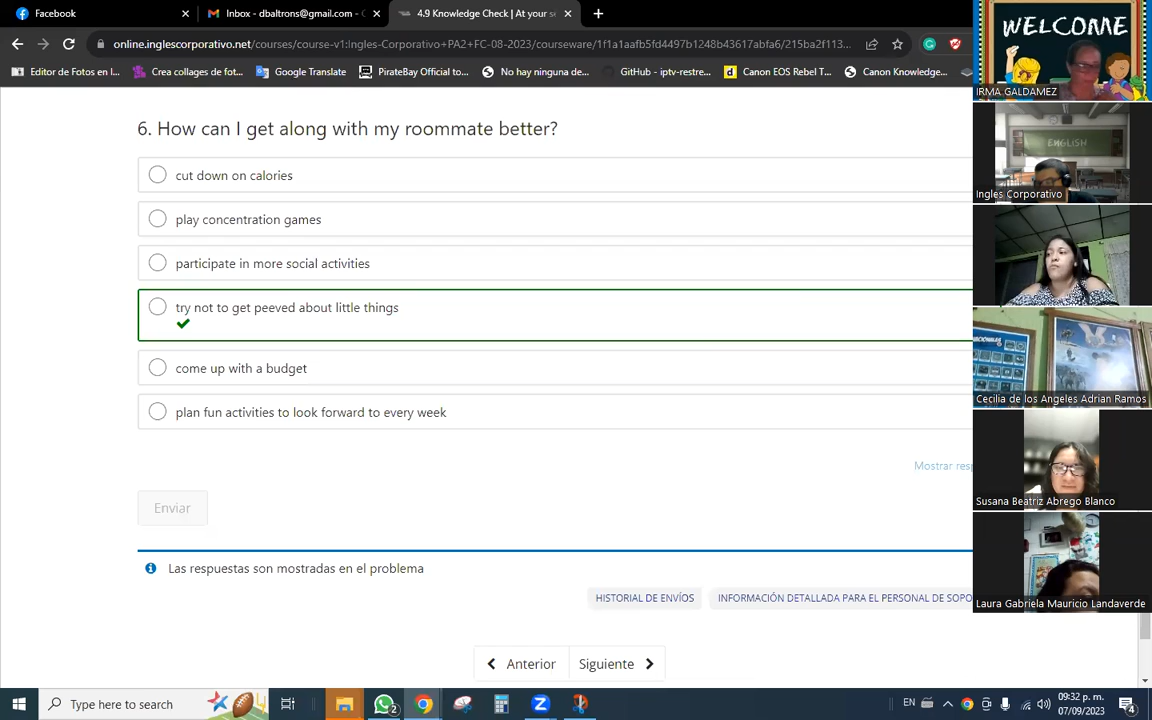 Facebook
Inbox - dbaltrons@gmail.com -
4.9 Knowledge Check | At your se
online.inglescorporativo.net/courses/course-v1:Ingles-Corporativo+PA2+FC-08-2023/courseware/1f1a1aafb5fd4497b1248b43617abfa6/215ba2f113...
Editor de Fotos en l...
Crea collages de fot...
Google Translate
PirateBay Official to...
No hay ninguna de...
GitHub - iptv-restre...
Canon EOS Rebel T...
Canon Knowledge...
WELCOME
IRMA GALDAMEZ
ENGLISH
Ingles Corporativo
Cecilia de los Angeles Adrian Ramos
Susana Beatriz Abrego Blanco
Laura Gabriela Mauricio Landaverde
6. How can I get along with my roommate better?
cut down on calories
play concentration games
participate in more social activities
try not to get peeved about little things
come up with a budget
plan fun activities to look forward to every week
Mostrar resp
Enviar
Las respuestas son mostradas en el problema
HISTORIAL DE ENVÍOS
INFORMACIÓN DETALLADA PARA EL PERSONAL DE SOPO
Anterior
Siguiente
Type here to search
2
EN
09:32 p. m.
07/09/2023
4